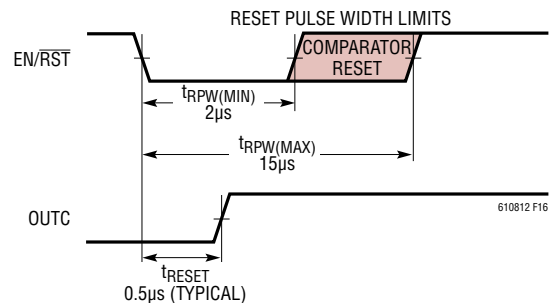 RESET PULSE WIDTH LIMITS
EN/RST
COMPARATOR
RESET
tRPW(MIN)
2µs
tRPW(MAX)
15µs
OUTC
610812 F16
tRESET
0.5µs (TYPICAL)